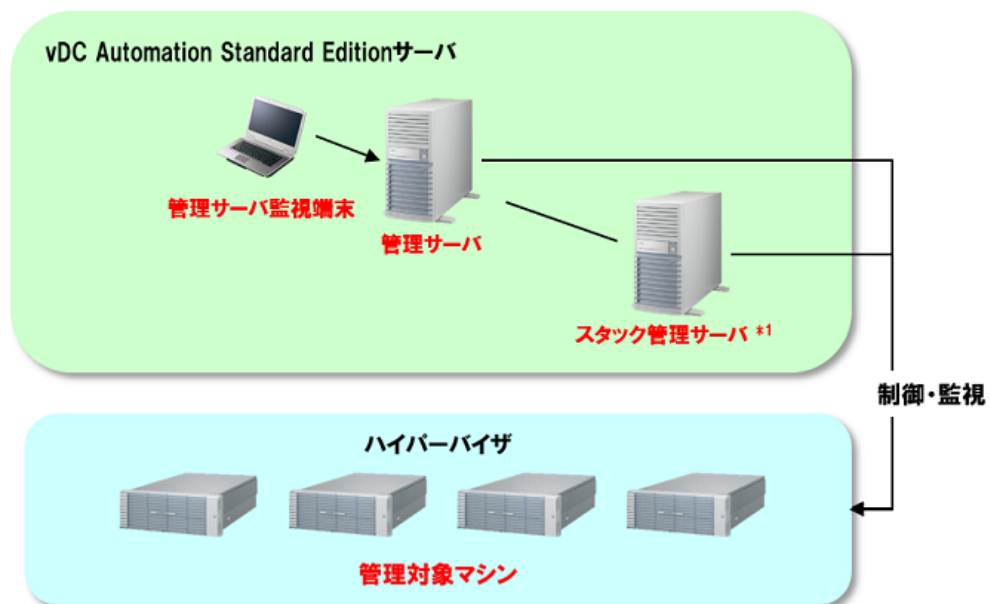 vDC Automation Standard Editionサーバ
管理サーバ監視端末
管理サーバ
スタック管理サーバ *1
制御・監視
ハイパーバイザ
管理対象マシン